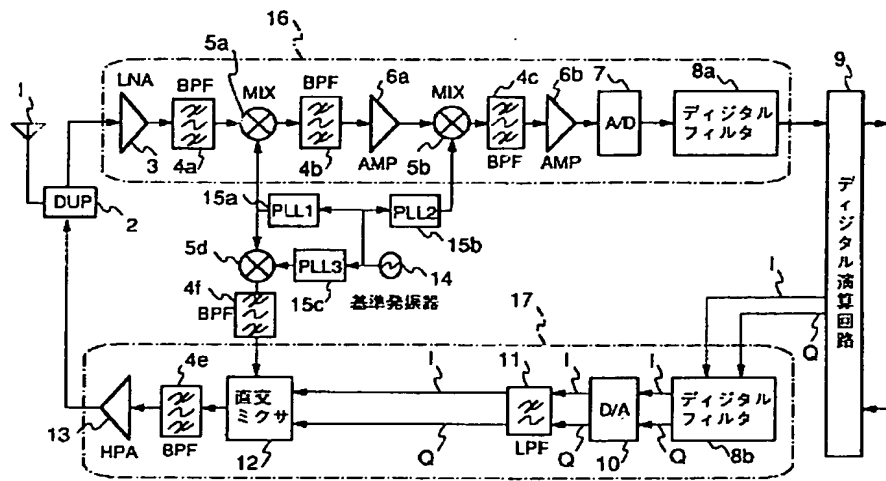 16
5a
LNA
BPF
MIX
BPF
6a
MIX
4c
6b
7
8a
9
1
A/D
ディジタル
フィルタ
3
4a
4b
AMP
5b
BPF
AMP
DUP
2
15a
PLL1
PLL2
15b
5d
PLL3
14
4f
15c
基準発振器
BPF
17
I
Q
ディジタル演算回路
4e
11
I
I
I
直交
ミクサ
D/A
ディジタル
フィルタ
13
HPA
BPF
12
Q
LPF
Q
10
Q
8b